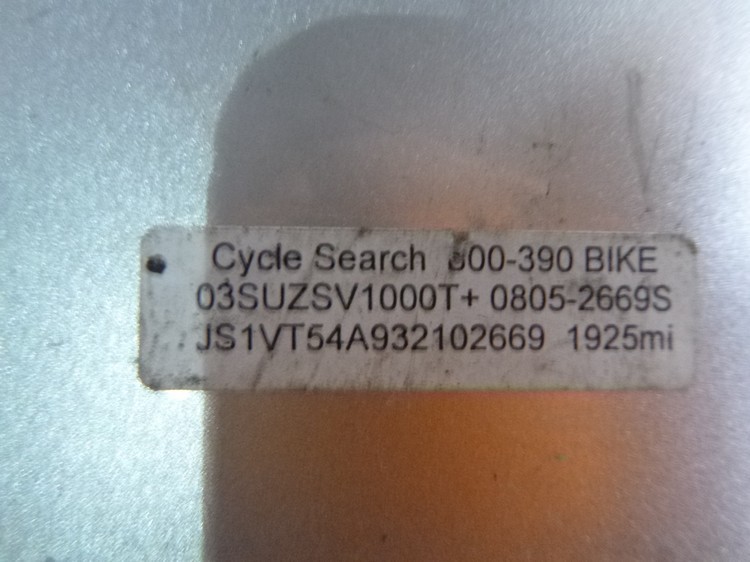 Cycle Search 800-390 BIKE
03SUZSV1000T+ 0805-2669S
JS1VT54A932102669 1925mi